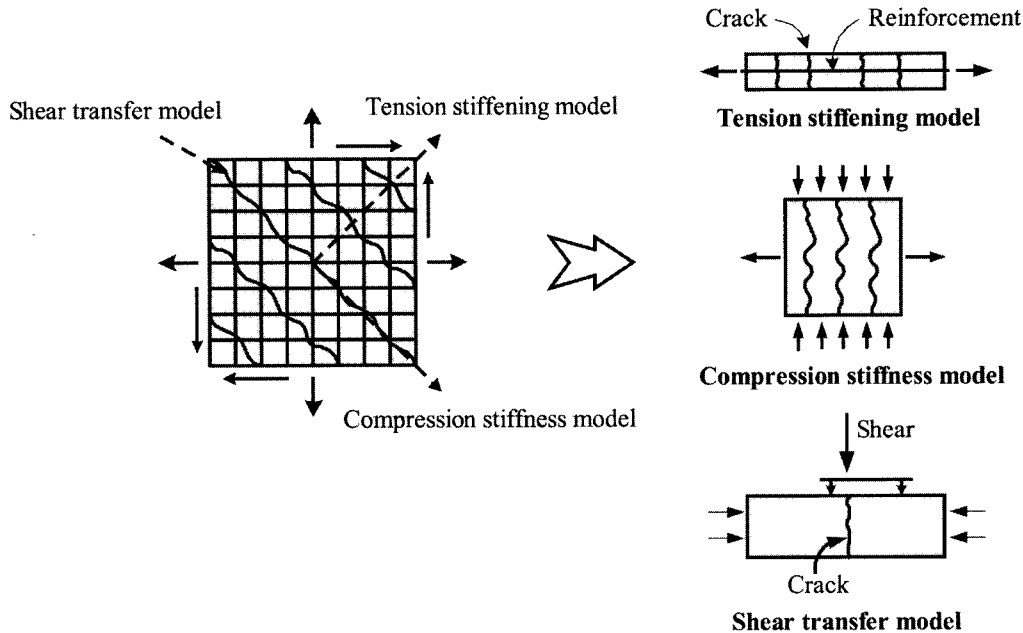 Shear transfer model
Tension stiffening model
Compression stiffness model
Crack
Reinforcement
Tension stiffening model
Compression stiffness model
Shear
Crack
Shear transfer model